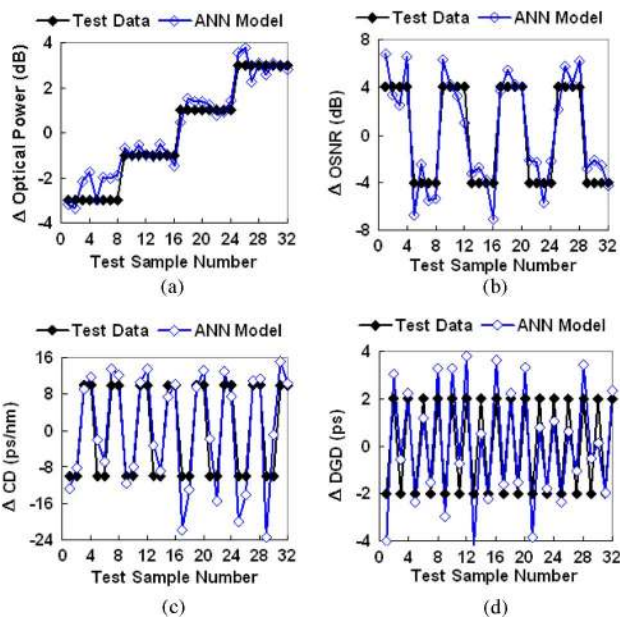 Test Data ANN Model
Δ Optical Power (dB)
4
2
0
-2
-4
0 4 8 12 16 20 24 28 32
Test Sample Number
(a)
Test Data ANN Model
Δ OSNR (dB)
8
4
0
-4
-8
0 4 8 12 16 20 24 28 32
Test Sample Number
(b)
Test Data ANN Model
Δ CD (ps/nm)
16
8
0
-8
-16
-24
0 4 8 12 16 20 24 28 32
Test Sample Number
(c)
Test Data ANN Model
Δ DGD (ps)
4
2
0
-2
-4
0 4 8 12 16 20 24 28 32
Test Sample Number
(d)